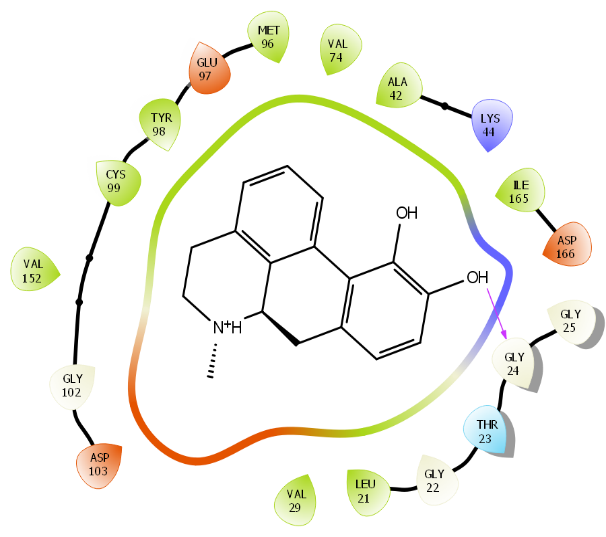 MET
96
VAL
74
GLU
97
ALA
42
LYS
44
TYR
98
CYS
99
ILE
165
ASP
166
OH
OH
VAL
152
GLY
25
N+H
GLY
24
GLY
102
THR
23
ASP
103
GLY
22
LEU
21
VAL
29